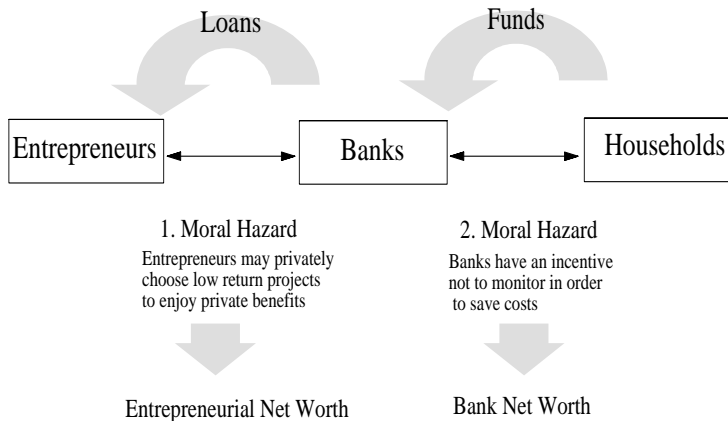 Loans
Funds
Entrepreneurs
Banks
Households
1. Moral Hazard
Entrepreneurs may privately
choose low return projects
to enjoy private benefits
2. Moral Hazard
Banks have an incentive
not to monitor in order
to save costs
Entrepreneurial Net Worth
Bank Net Worth